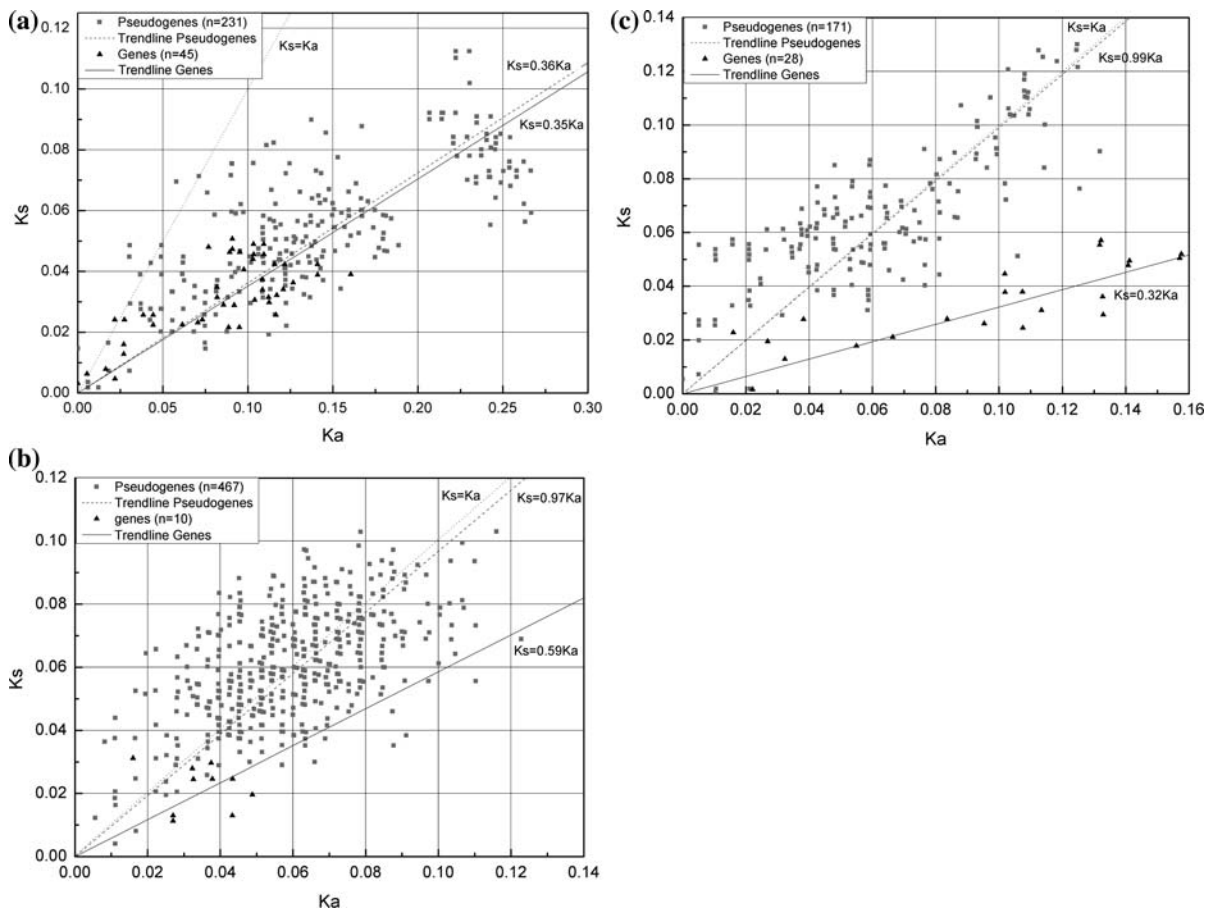 (a)
Pseudogenes (n=231)
Trendline Pseudogenes
Genes (n=45)
Trendline Genes
Ks=Ka
Ks=0.36Ka
Ks=0.35Ka
0.12
0.10
0.08
0.06
0.04
0.02
0.00
Ks
0.00 0.05 0.10 0.15 0.20 0.25 0.30
Ka
(b)
Pseudogenes (n=467)
Trendline Pseudogenes
genes (n=10)
Trendline Genes
Ks=Ka
Ks=0.97Ka
Ks=0.59Ka
0.12
0.10
0.08
0.06
0.04
0.02
0.00
Ks
0.00 0.02 0.04 0.06 0.08 0.10 0.12 0.14
Ka
(c)
Pseudogenes (n=171)
Trendline Pseudogenes
Genes (n=28)
Trendline Genes
Ks=Ka
Ks=0.99Ka
Ks=0.32Ka
0.14
0.12
0.10
0.08
0.06
0.04
0.02
0.00
Ks
0.00 0.02 0.04 0.06 0.08 0.10 0.12 0.14 0.16
Ka